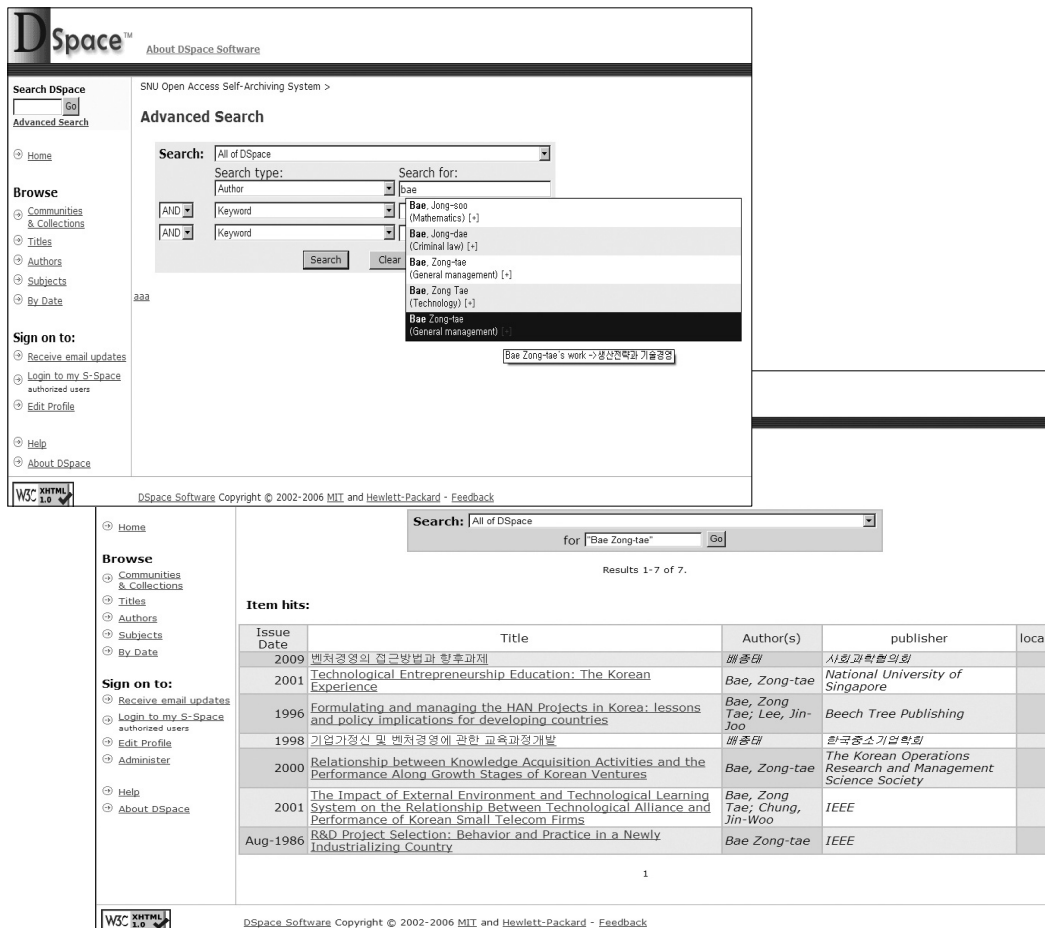 DSpace™
About DSpace Software
Search DSpace
Go
Advanced Search
Home
Browse
Communities
& Collections
Titles
Authors
Subjects
By Date
Sign on to:
Receive email updates
Login to my S-Space
authorized users
Edit Profile
Help
About DSpace
SNU Open Access Self-Archiving System >
Advanced Search
Search: All of DSpace
Search type: Search for:
Author bae
AND Keyword
AND Keyword
Search Clear
Bae, Jong-soo
(Mathematics) [+]
Bae, Jong-dae
(Criminal law) [+]
Bae, Zong-tae
(General management) [+]
Bae, Zong Tae
(Technology) [+]
Bae Zong-tae
(General management) [+]
aaa
Bae Zong-tae's work ->생산전략과 기술경영
W3C XHTML 1.0
DSpace Software Copyright © 2002-2006 MIT and Hewlett-Packard - Feedback
Home
Browse
Communities
& Collections
Titles
Authors
Subjects
By Date
Sign on to:
Receive email updates
Login to my S-Space
authorized users
Edit Profile
Administer
Help
About DSpace
Search: All of DSpace
for "Bae Zong-tae" Go
Results 1-7 of 7.
Item hits:
Issue Date Title Author(s) publisher loca
2009 벤처경영의 접근방법과 향후과제 배종태 사회과학협의회
2001 Technological Entrepreneurship Education: The Korean Experience Bae, Zong-tae National University of Singapore
1996 Formulating and managing the HAN Projects in Korea: lessons and policy implications for developing countries Bae, Zong Tae; Lee, Jin-Joo Beech Tree Publishing
1998 기업가정신 및 벤처경영에 관한 교육과정개발 배종태 한국중소기업학회
2000 Relationship between Knowledge Acquisition Activities and the Performance Along Growth Stages of Korean Ventures Bae, Zong-tae The Korean Operations Research and Management Science Society
2001 The Impact of External Environment and Technological Learning System on the Relationship Between Technological Alliance and Performance of Korean Small Telecom Firms Bae, Zong Tae; Chung, Jin-Woo IEEE
Aug-1986 R&D Project Selection: Behavior and Practice in a Newly Industrializing Country Bae Zong-tae IEEE
1
W3C XHTML 1.0
DSpace Software Copyright © 2002-2006 MIT and Hewlett-Packard - Feedback